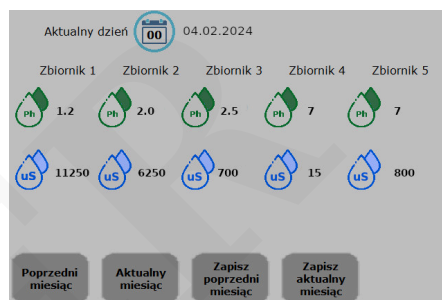 Aktualny dzień 00 04.02.2024
Zbiornik 1 Zbiornik 2 Zbiornik 3 Zbiornik 4 Zbiornik 5
Ph 1.2 Ph 2.0 Ph 2.5 Ph 7 Ph 7
uS 11250 uS 6250 uS 700 uS 15 uS 800
Poprzedni miesiąc
Aktualny miesiąc
Zapisz poprzedni miesiąc
Zapisz aktualny miesiąc